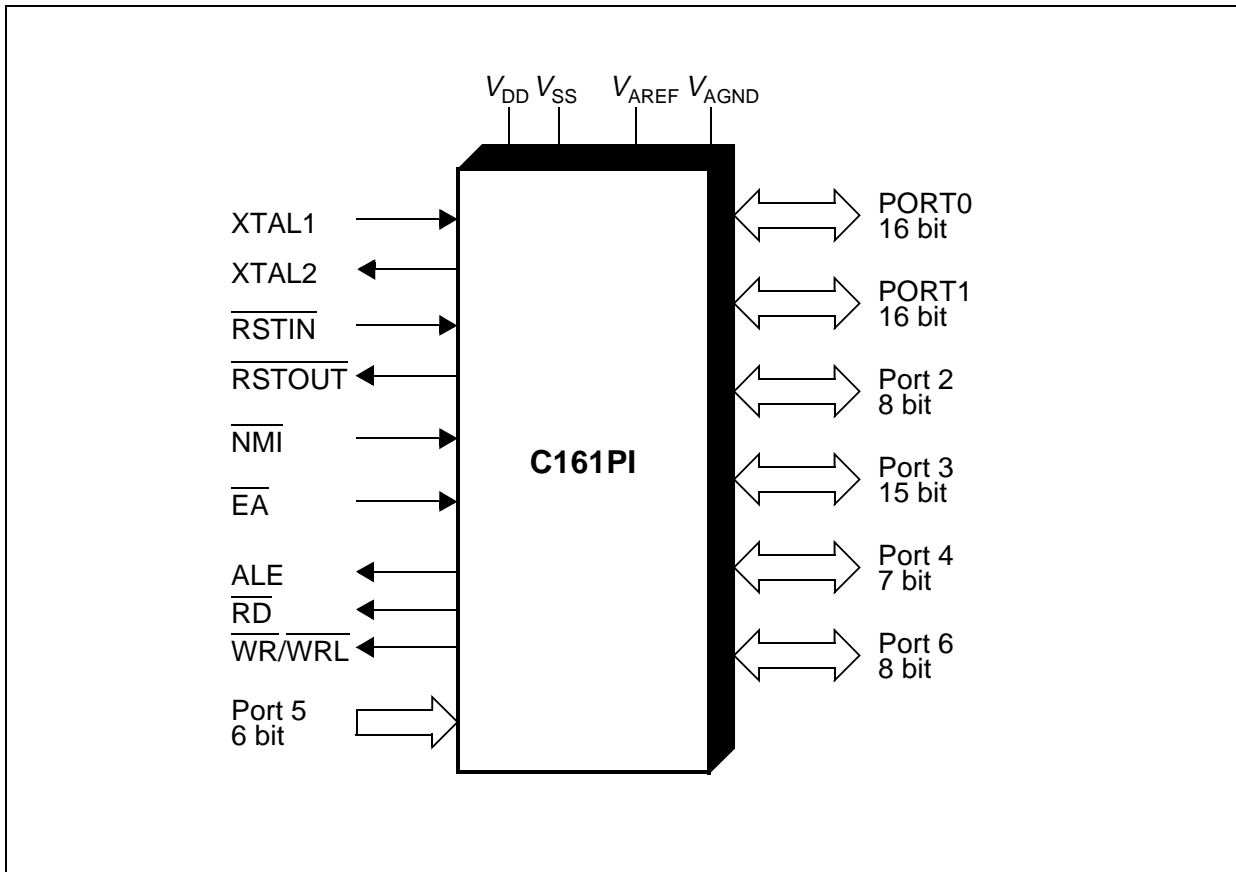 VDD VSS VAREF VAGND
XTAL1
XTAL2
RSTIN
RSTOUT
NMI
EA
ALE
RD
WR/WRL
Port 5
6 bit
C161PI
PORT0
16 bit
PORT1
16 bit
Port 2
8 bit
Port 3
15 bit
Port 4
7 bit
Port 6
8 bit